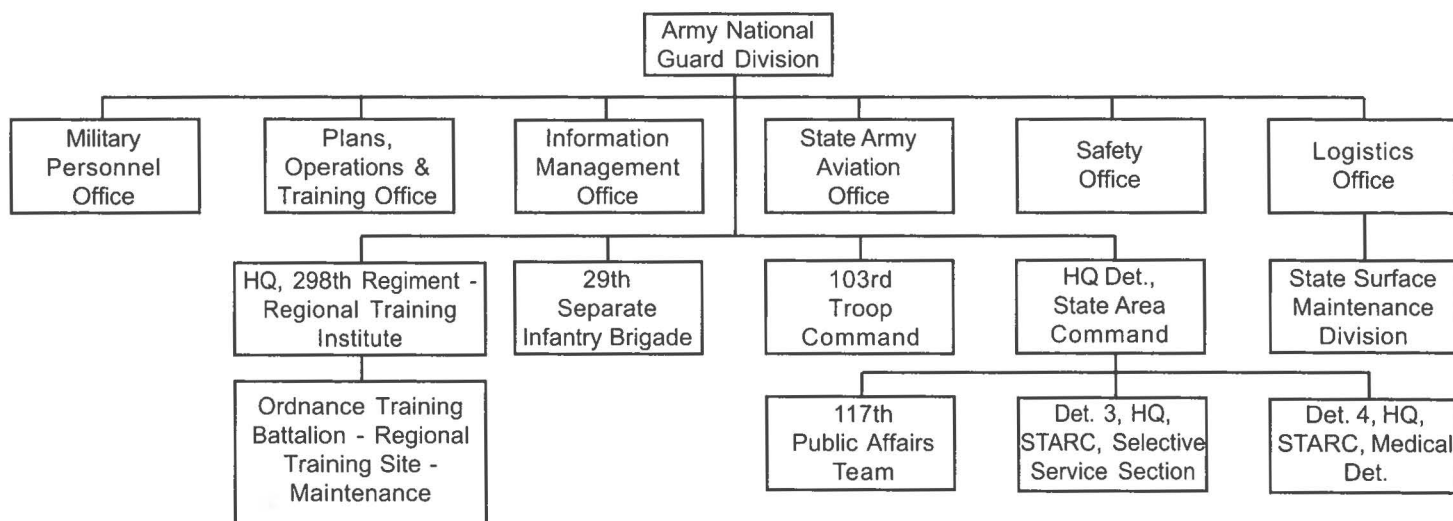 Army National
Guard Division
Military
Personnel
Office
Plans,
Operations &
Training Office
Information
Management
Office
State Army
Aviation
Office
Safety
Office
Logistics
Office
HQ, 298th Regiment -
Regional Training
Institute
29th
Separate
Infantry Brigade
103rd
Troop
Command
HQ Det.,
State Area
Command
State Surface
Maintenance
Division
Ordnance Training
Battalion - Regional
Training Site -
Maintenance
117th
Public Affairs
Team
Det. 3, HQ,
STARC, Selective
Service Section
Det. 4, HQ,
STARC, Medical
Det.